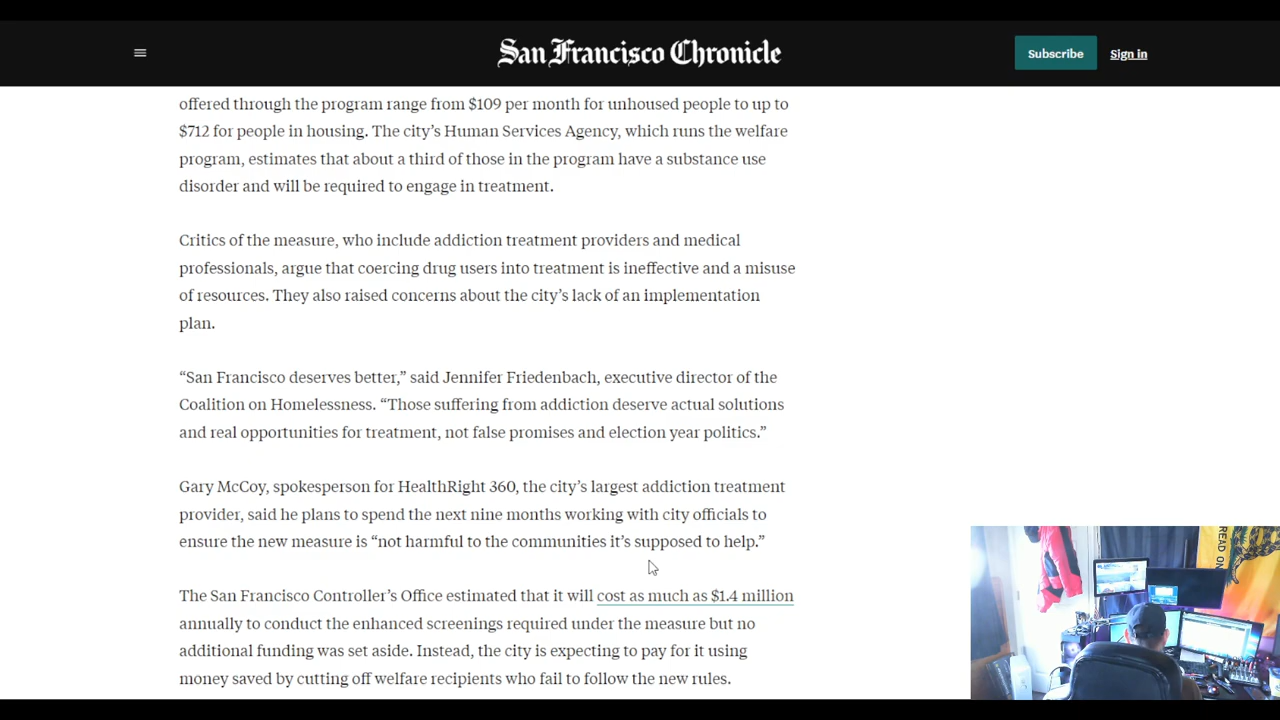 San Francisco Chronicle
Subscribe
Sign in
offered through the program range from $109 per month for unhoused people to up to
$712 for people in housing. The city’s Human Services Agency, which runs the welfare
program, estimates that about a third of those in the program have a substance use
disorder and will be required to engage in treatment.
Critics of the measure, who include addiction treatment providers and medical
professionals, argue that coercing drug users into treatment is ineffective and a misuse
of resources. They also raised concerns about the city’s lack of an implementation
plan.
“San Francisco deserves better,” said Jennifer Friedenbach, executive director of the
Coalition on Homelessness. “Those suffering from addiction deserve actual solutions
and real opportunities for treatment, not false promises and election year politics.”
Gary McCoy, spokesperson for HealthRight 360, the city’s largest addiction treatment
provider, said he plans to spend the next nine months working with city officials to
ensure the new measure is “not harmful to the communities it’s supposed to help.”
The San Francisco Controller’s Office estimated that it will cost as much as $1.4 million
annually to conduct the enhanced screenings required under the measure but no
additional funding was set aside. Instead, the city is expecting to pay for it using
money saved by cutting off welfare recipients who fail to follow the new rules.
READ ON